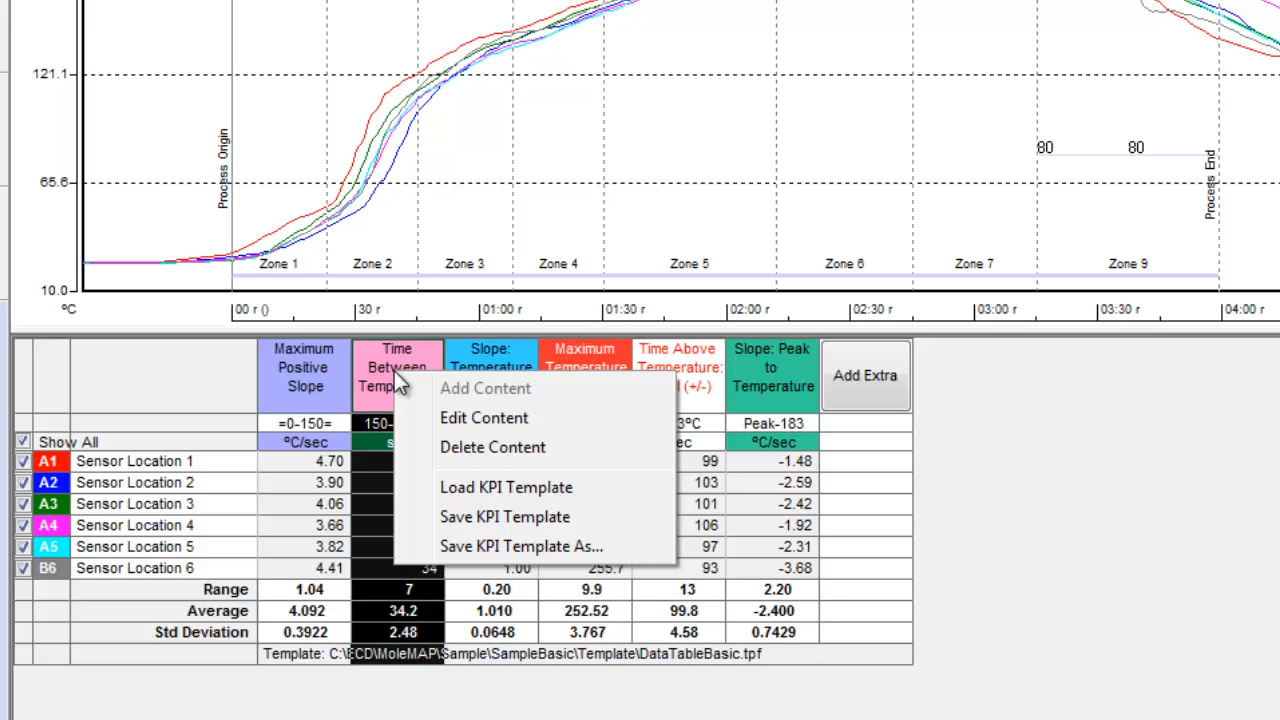 121.1
65.6
10.0
Process Origin
Process End
80 80
Zone 1 Zone 2 Zone 3 Zone 4 Zone 5 Zone 6 Zone 7 Zone 9
ºC 00 r () 30 r 01:00 r 01:30 r 02:00 r 02:30 r 03:00 r 03:30 r 04:00 r
Maximum Time Slope: Maximum Time Above Slope: Peak
Positive Between Temperature Temperature Temperature: to
Slope (+/-) Temperature
Add Extra
=0-150= 150- 3ºC Peak-183
Show All ºC/sec ºC/sec
A1 Sensor Location 1 4.70 99 -1.48
A2 Sensor Location 2 3.90 103 -2.59
A3 Sensor Location 3 4.06 101 -2.42
A4 Sensor Location 4 3.66 106 -1.92
A5 Sensor Location 5 3.82 97 -2.31
B6 Sensor Location 6 4.41 34 1.00 255.7 93 -3.68
Range 1.04 7 0.20 9.9 13 2.20
Average 4.092 34.2 1.010 252.52 99.8 -2.400
Std Deviation 0.3922 2.48 0.0648 3.767 4.58 0.7429
Template: C:\ECD\MoleMAP\Sample\SampleBasic\Template\DataTableBasic.tpf
Add Content
Edit Content
Delete Content
Load KPI Template
Save KPI Template
Save KPI Template As...